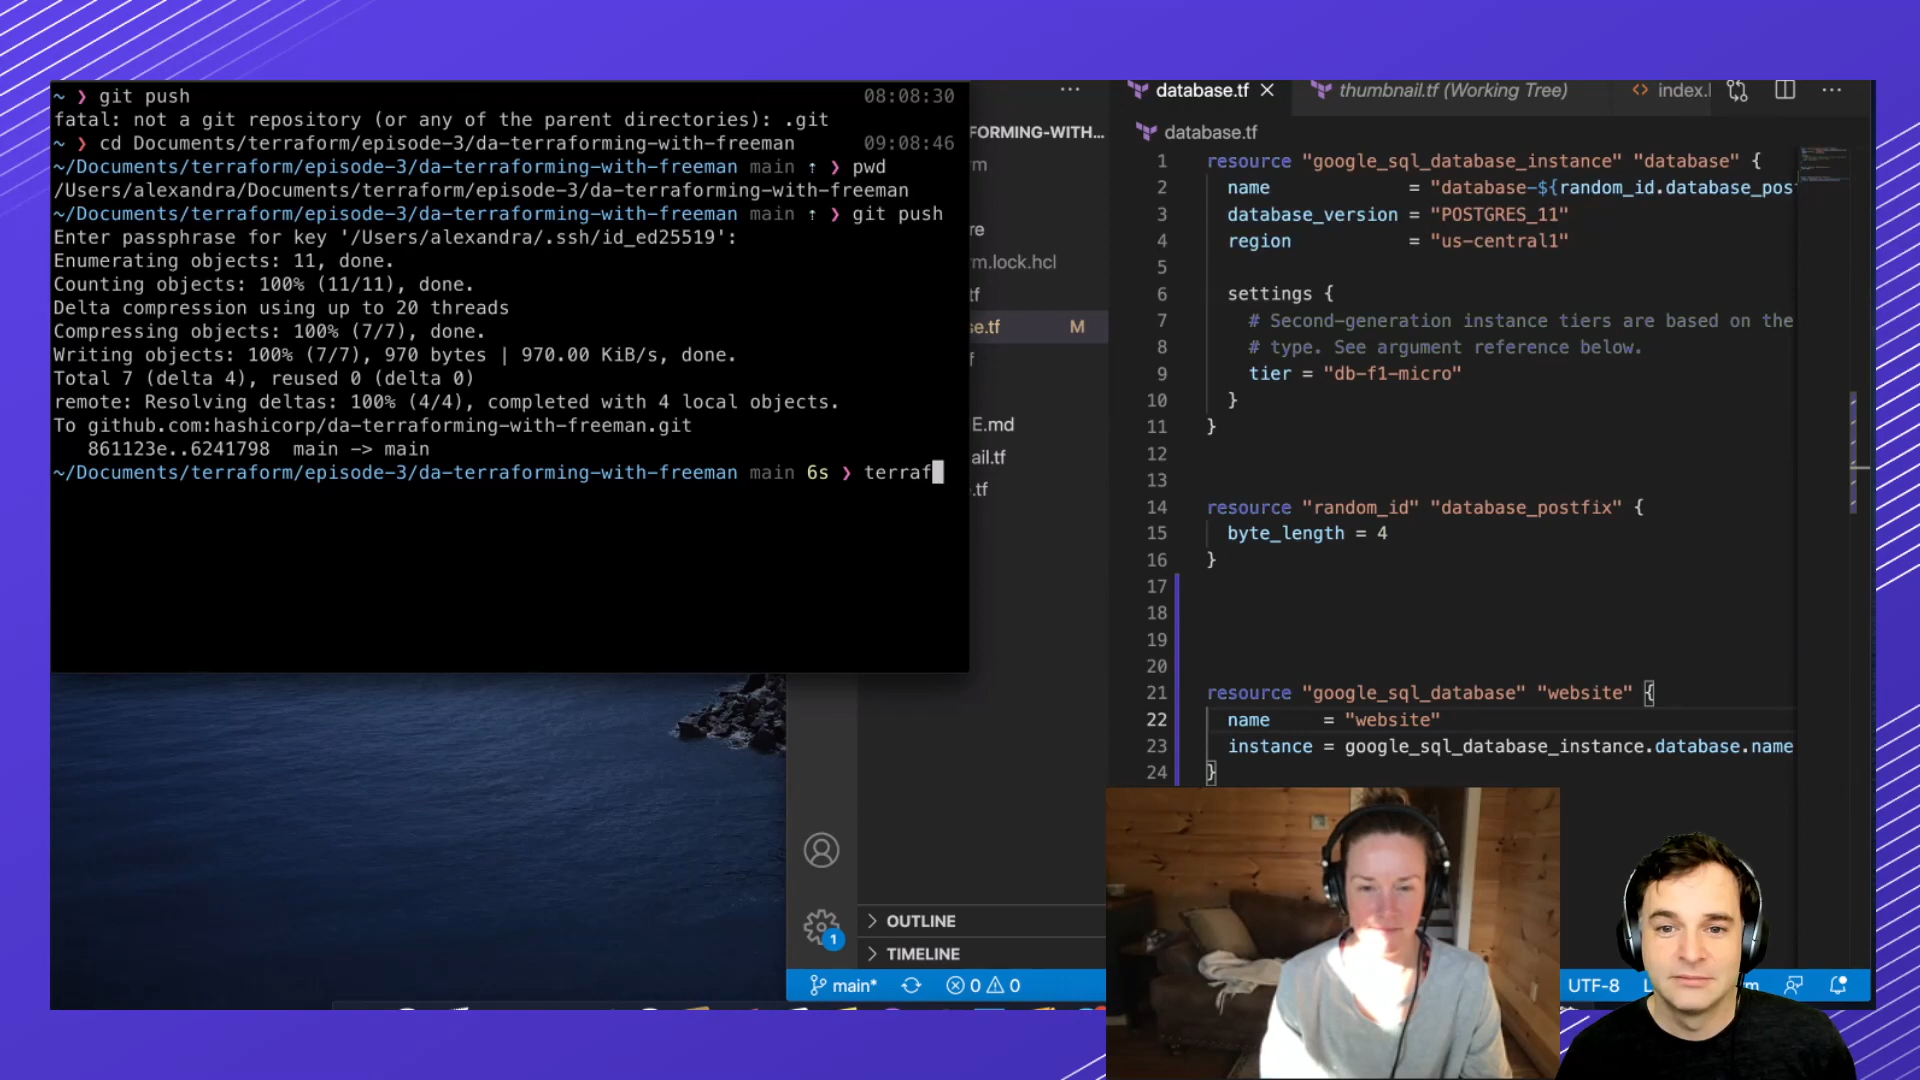 ~ ❯ git push 08:08:30
fatal: not a git repository (or any of the parent directories): .git
~ ❯ cd Documents/terraform/episode-3/da-terraforming-with-freeman 09:08:46
~/Documents/terraform/episode-3/da-terraforming-with-freeman main ⇡ ❯ pwd
/Users/alexandra/Documents/terraform/episode-3/da-terraforming-with-freeman
~/Documents/terraform/episode-3/da-terraforming-with-freeman main ⇡ ❯ git push
Enter passphrase for key '/Users/alexandra/.ssh/id_ed25519':
Enumerating objects: 11, done.
Counting objects: 100% (11/11), done.
Delta compression using up to 20 threads
Compressing objects: 100% (7/7), done.
Writing objects: 100% (7/7), 970 bytes | 970.00 KiB/s, done.
Total 7 (delta 4), reused 0 (delta 0)
remote: Resolving deltas: 100% (4/4), completed with 4 local objects.
To github.com:hashicorp/da-terraforming-with-freeman.git
861123e..6241798 main -> main
~/Documents/terraform/episode-3/da-terraforming-with-freeman main 6s ❯ terraf
FORMING-WITH...
rm
re
m.lock.hcl
tf
se.tf M
f
E.md
ail.tf
.tf
OUTLINE
TIMELINE
1
main* 0 0
database.tf thumbnail.tf (Working Tree) index.
database.tf
1 resource "google_sql_database_instance" "database" {
2 name = "database-${random_id.database_post
3 database_version = "POSTGRES_11"
4 region = "us-central1"
5
6 settings {
7 # Second-generation instance tiers are based on the
8 # type. See argument reference below.
9 tier = "db-f1-micro"
10 }
11 }
12
13
14 resource "random_id" "database_postfix" {
15 byte_length = 4
16 }
17
18
19
20
21 resource "google_sql_database" "website" {
22 name = "website"
23 instance = google_sql_database_instance.database.name
24 }
UTF-8 L m